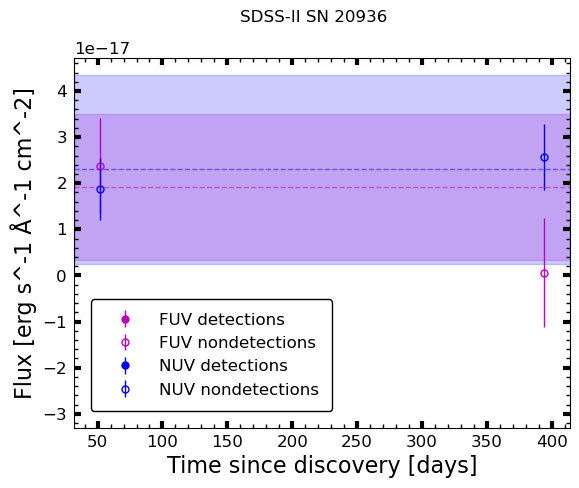 SDSS-II SN 20936
1e−17
Flux [erg s^-1 Å^-1 cm^-2]
4
3
2
1
0
−1
−2
−3
FUV detections
FUV nondetections
NUV detections
NUV nondetections
50 100 150 200 250 300 350 400
Time since discovery [days]